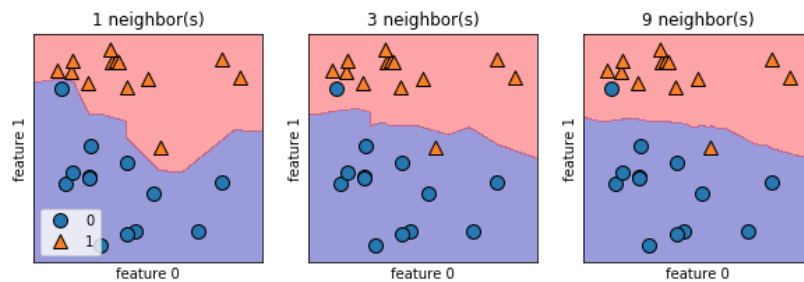 1 neighbor(s)
3 neighbor(s)
9 neighbor(s)
feature 1
feature 1
feature 1
0
1
feature 0
feature 0
feature 0